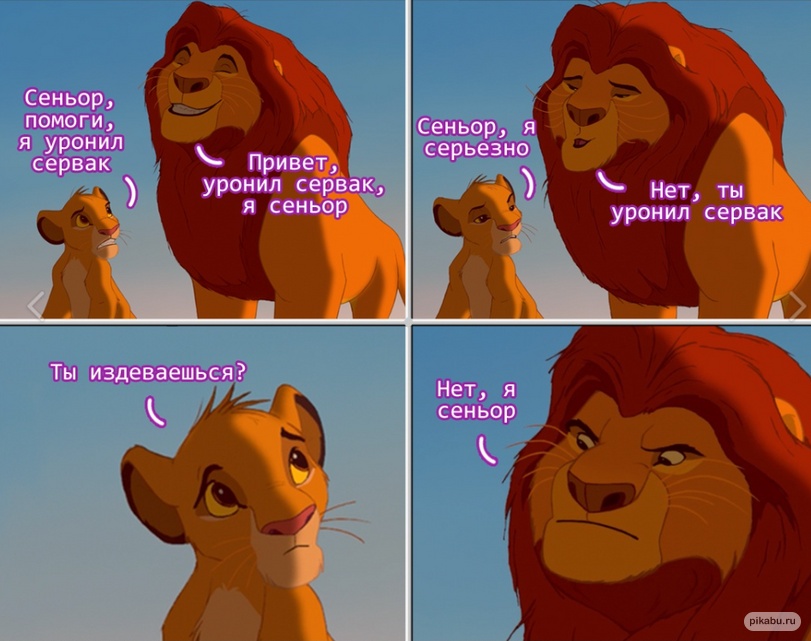 Сеньор,
помоги,
я уронил
сервак
Привет,
уронил сервак,
я сеньор
Сеньор, я
серьезно
Нет, ты
уронил сервак
Ты издеваешься?
Нет, я
сеньор
pikabu.ru